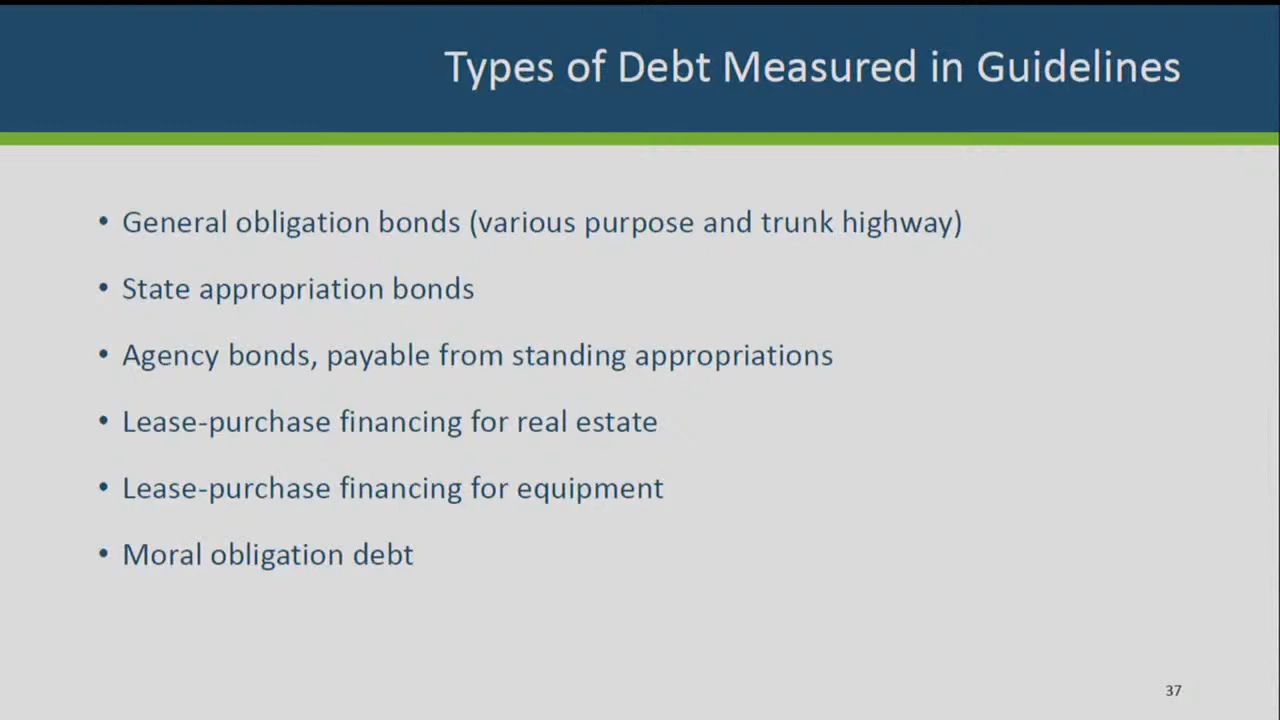 Types of Debt Measured in Guidelines
• General obligation bonds (various purpose and trunk highway)
• State appropriation bonds
• Agency bonds, payable from standing appropriations
• Lease-purchase financing for real estate
• Lease-purchase financing for equipment
• Moral obligation debt
37